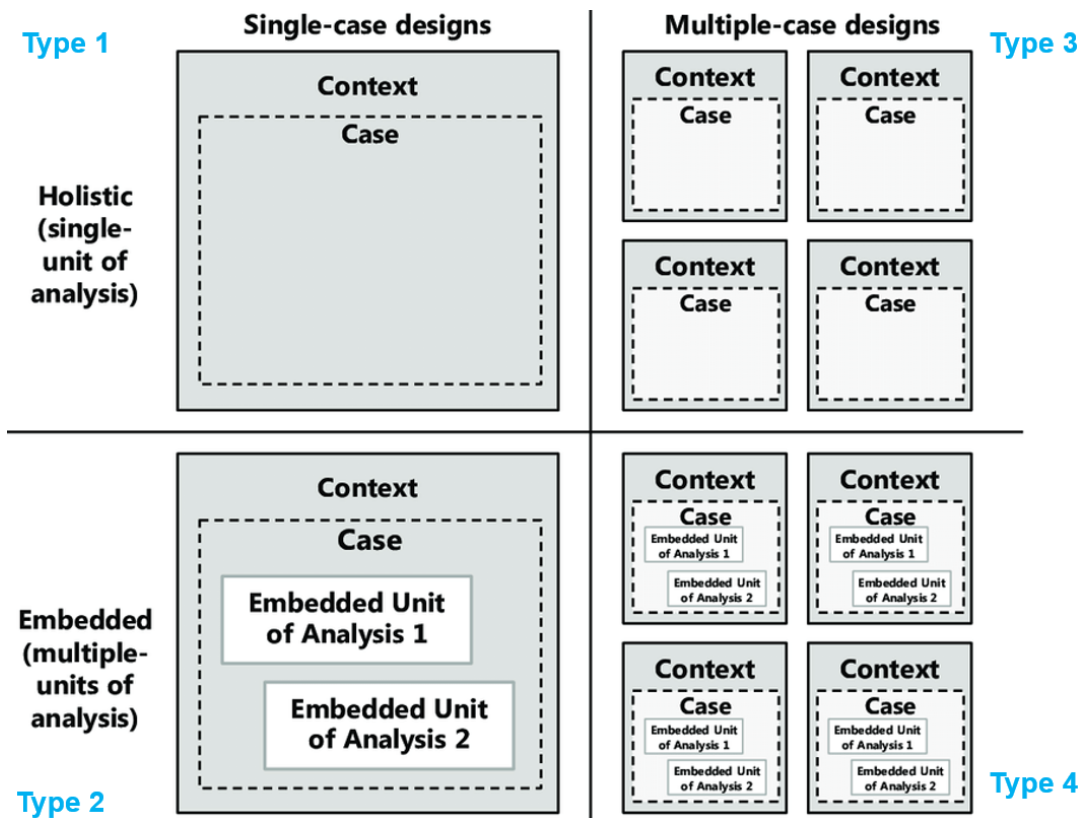 Type 1
Single-case designs
Multiple-case designs
Type 3
Context
Case
Holistic
(single-
unit of
analysis)
Context
Case
Context
Case
Context
Case
Context
Case
Context
Case
Embedded Unit
of Analysis 1
Embedded Unit
of Analysis 2
Embedded
(multiple-
units of
analysis)
Type 2
Context
Case
Embedded Unit
of Analysis 1
Embedded Unit
of Analysis 2
Context
Case
Embedded Unit
of Analysis 1
Embedded Unit
of Analysis 2
Context
Case
Embedded Unit
of Analysis 1
Embedded Unit
of Analysis 2
Context
Case
Embedded Unit
of Analysis 1
Embedded Unit
of Analysis 2
Type 4